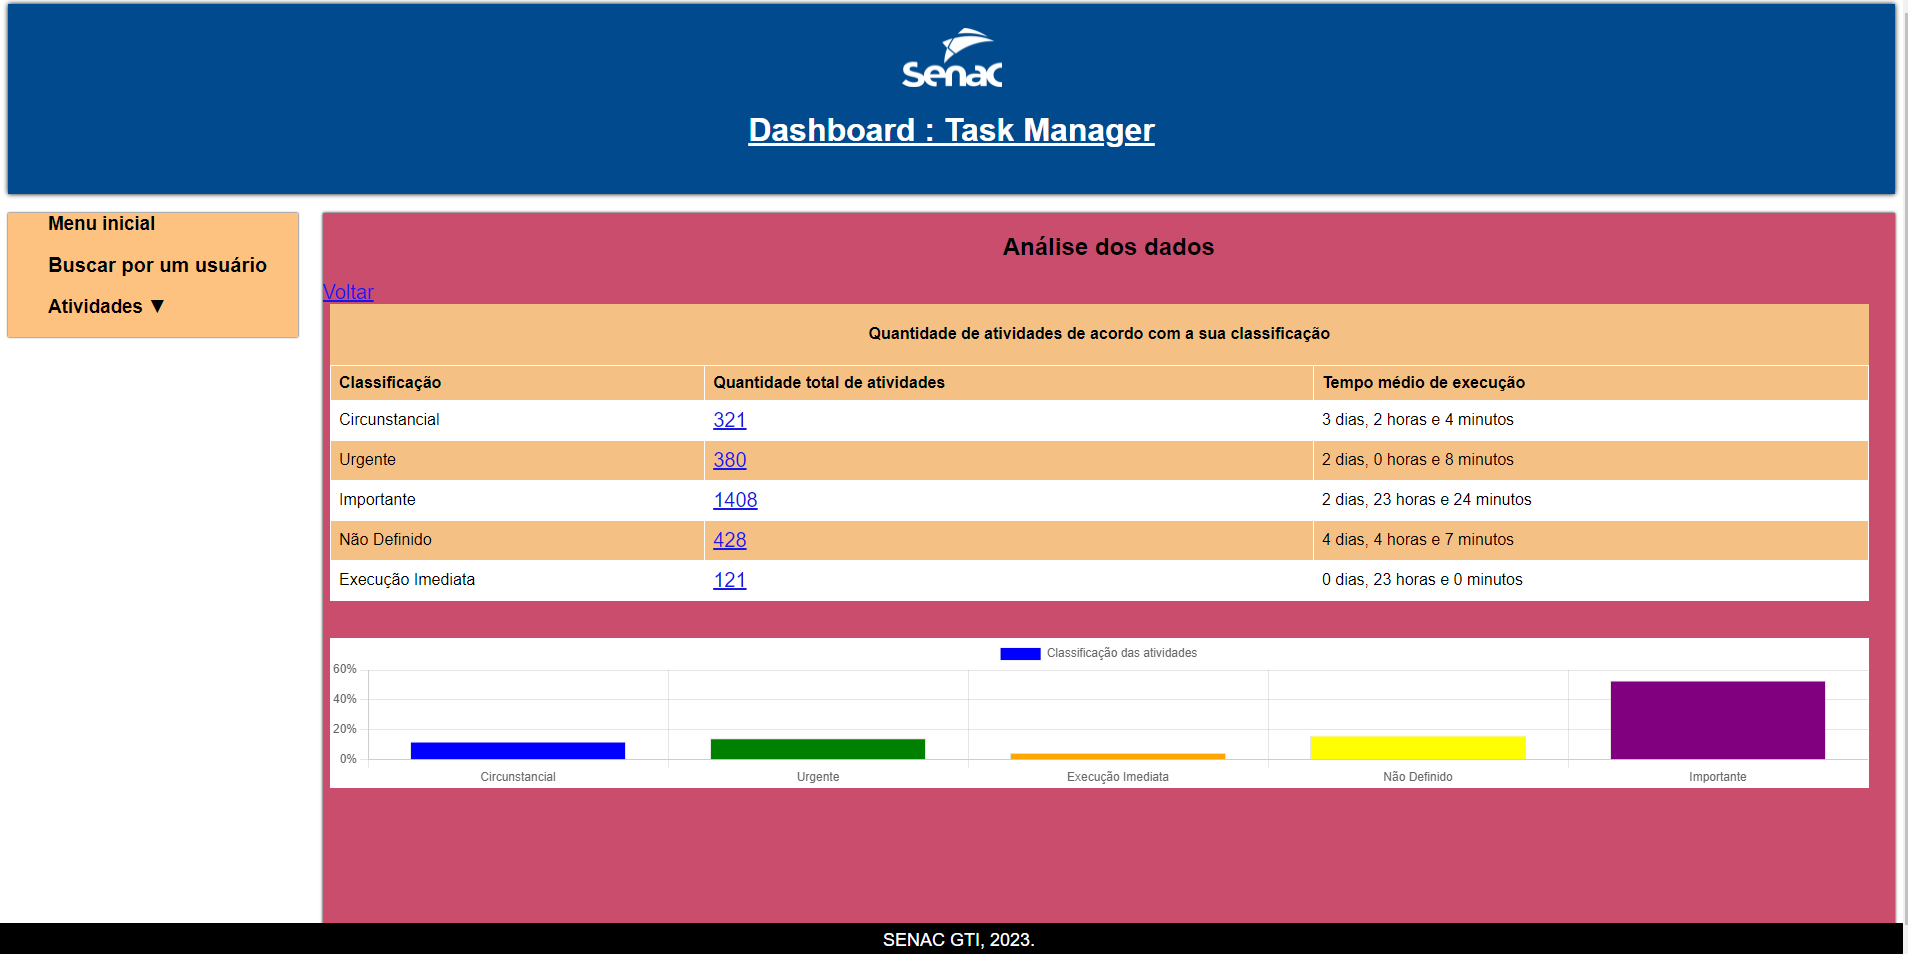 Senac
Dashboard : Task Manager
Menu inicial
Buscar por um usuário
Atividades ▼
Análise dos dados
Voltar
Quantidade de atividades de acordo com a sua classificação
Classificação Quantidade total de atividades Tempo médio de execução
Circunstancial 321 3 dias, 2 horas e 4 minutos
Urgente 380 2 dias, 0 horas e 8 minutos
Importante 1408 2 dias, 23 horas e 24 minutos
Não Definido 428 4 dias, 4 horas e 7 minutos
Execução Imediata 121 0 dias, 23 horas e 0 minutos
Classificação das atividades
60%
40%
20%
0%
Circunstancial Urgente Execução Imediata Não Definido Importante
SENAC GTI, 2023.